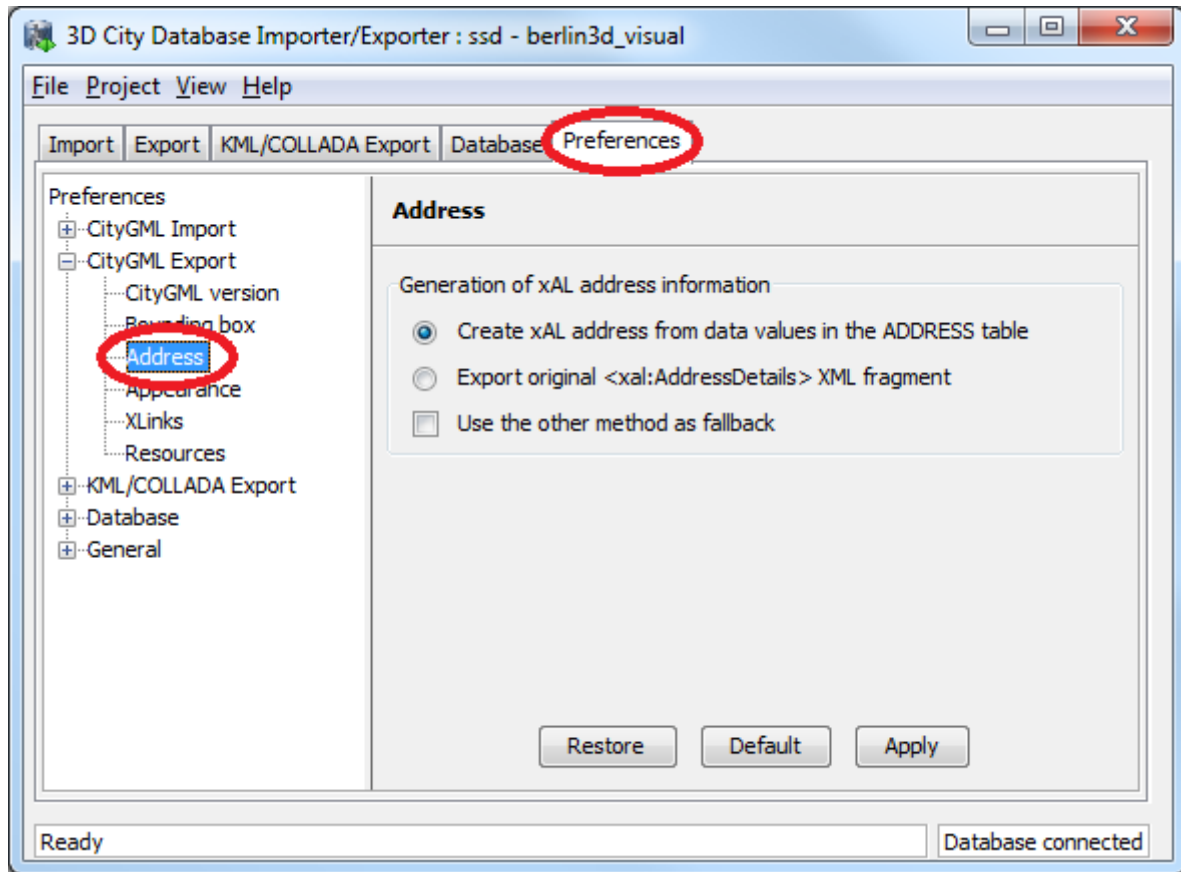 3D City Database Importer/Exporter : ssd - berlin3d_visual
File Project View Help
Import Export KML/COLLADA Export Database Preferences
Preferences
CityGML Import
CityGML Export
CityGML version
Bounding box
Address
Appearance
XLinks
Resources
KML/COLLADA Export
Database
General
Address
Generation of xAL address information
Create xAL address from data values in the ADDRESS table
Export original <xal:AddressDetails> XML fragment
Use the other method as fallback
Restore Default Apply
Ready Database connected